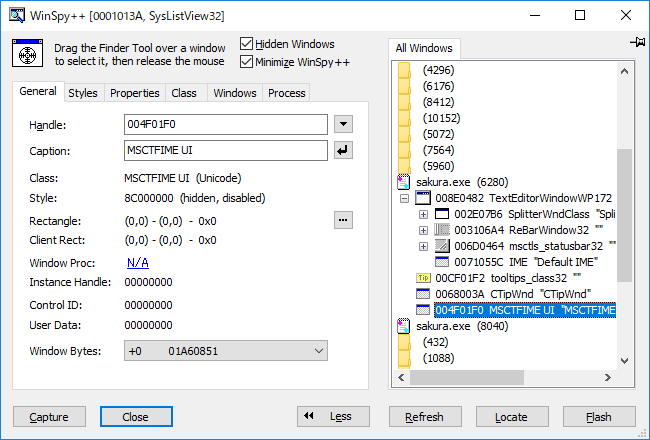 WinSpy++ [0001013A, SysListView32]
Drag the Finder Tool over a window
to select it, then release the mouse
Hidden Windows
Minimize WinSpy++
General Styles Properties Class Windows Process
Handle: 004F01F0
Caption: MSCTFIME UI
Class: MSCTFIME UI (Unicode)
Style: 8C000000 (hidden, disabled)
Rectangle: (0,0) - (0,0) - 0x0 ...
Client Rect: (0,0) - (0,0) - 0x0
Window Proc: N/A
Instance Handle: 00000000
Control ID: 00000000
User Data: 00000000
Window Bytes: +0 01A60851
All Windows
(4296)
(6176)
(8412)
(10152)
(5072)
(7564)
(5960)
sakura.exe (6280)
008E0482 TextEditorWindowWP172
002E07B6 SplitterWndClass "Spli
003106A4 ReBarWindow32 ""
006D0464 msctls_statusbar32 ""
0071055C IME "Default IME"
Tip 00CF01F2 tooltips_class32 ""
0068003A CTipWnd "CTipWnd"
004F01F0 MSCTFIME UI "MSCTFIME
sakura.exe (8040)
(432)
(1088)
Capture Close Less Refresh Locate Flash